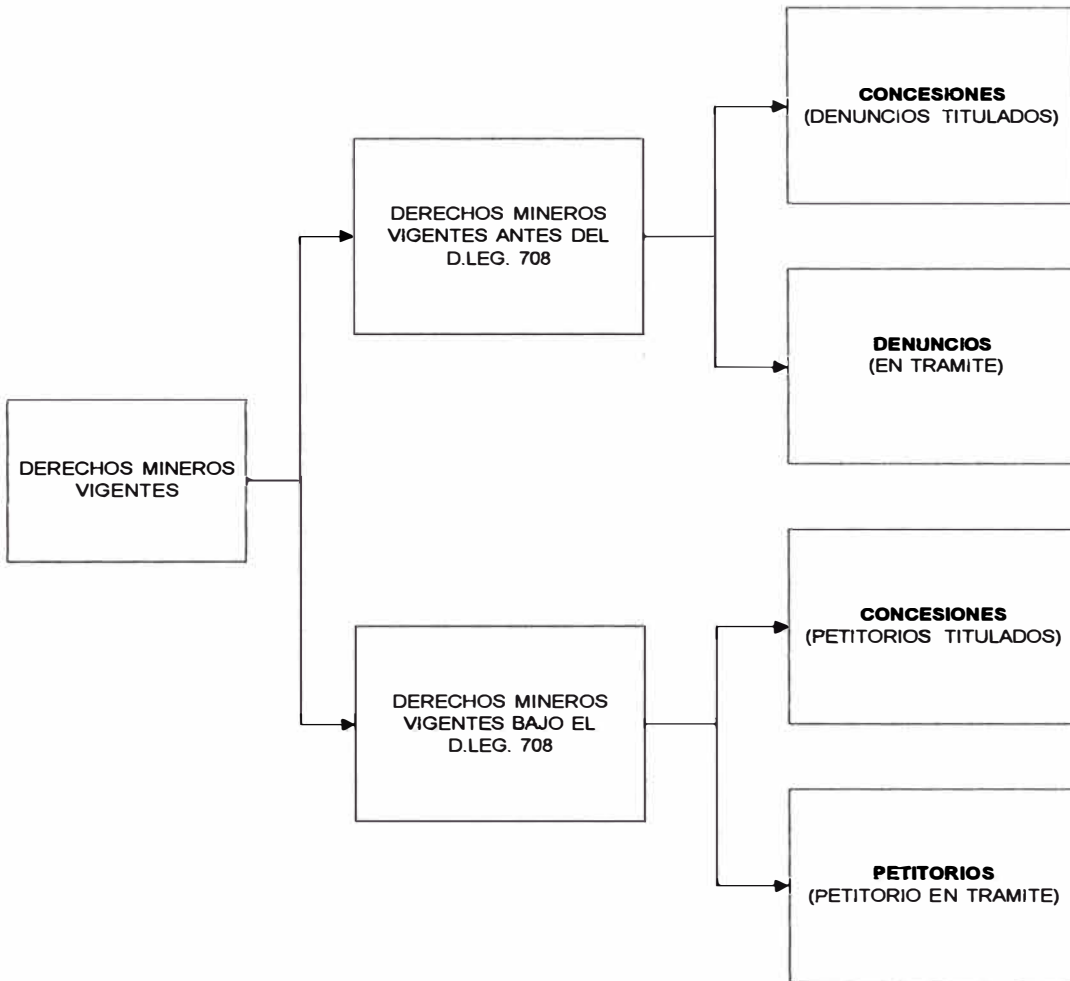 CONCESIONES
(DENUNCIOS TITULADOS)
DERECHOS MINEROS
VIGENTES ANTES DEL
D.LEG. 708
DENUNCIOS
(EN TRAMITE)
DERECHOS MINEROS
VIGENTES
CONCESIONES
(PETITORIOS TITULADOS)
DERECHOS MINEROS
VIGENTES BAJO EL
D.LEG. 708
PETITORIOS
(PETITORIO EN TRAMITE)